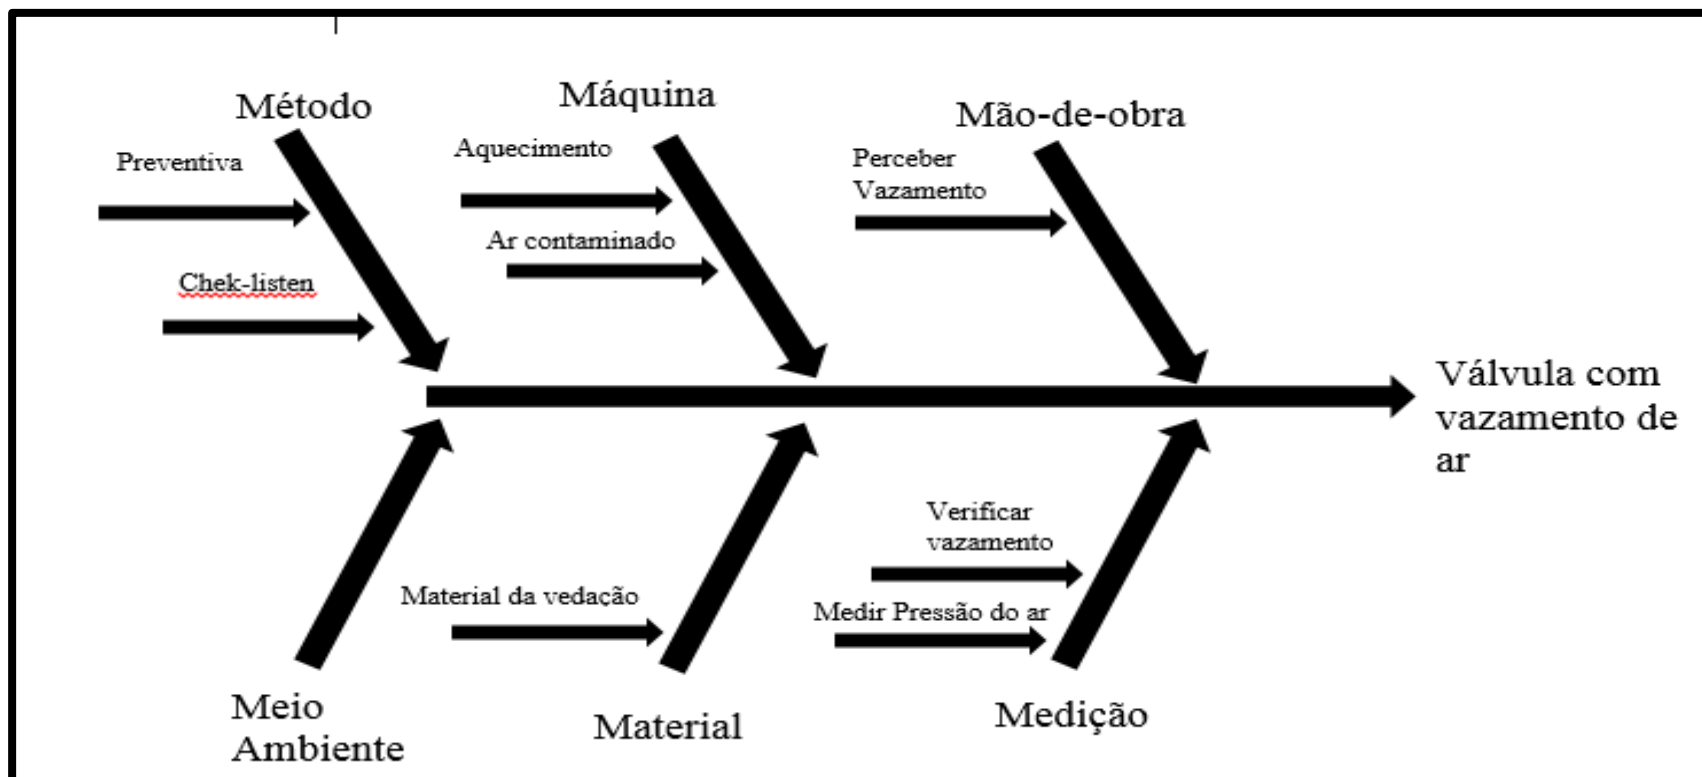 Método
Máquina
Mão-de-obra
Preventiva
Aquecimento
Perceber
Vazamento
Ar contaminado
Chek-listen
Válvula com
vazamento de
ar
Verificar
vazamento
Material da vedação
Medir Pressão do ar
Meio
Ambiente
Material
Medição